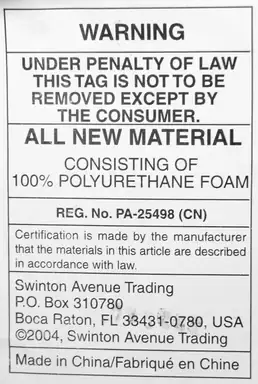 WARNING
UNDER PENALTY OF LAW
THIS TAG IS NOT TO BE
REMOVED EXCEPT BY
THE CONSUMER.
ALL NEW MATERIAL
CONSISTING OF
100% POLYURETHANE FOAM
REG. No. PA-25498 (CN)
Certification is made by the manufacturer
that the materials in this article are described
in accordance with law.
Swinton Avenue Trading
P.O. Box 310780
Boca Raton, FL 33431-0780, USA
©2004, Swinton Avenue Trading
Made in China/Fabriqué en Chine